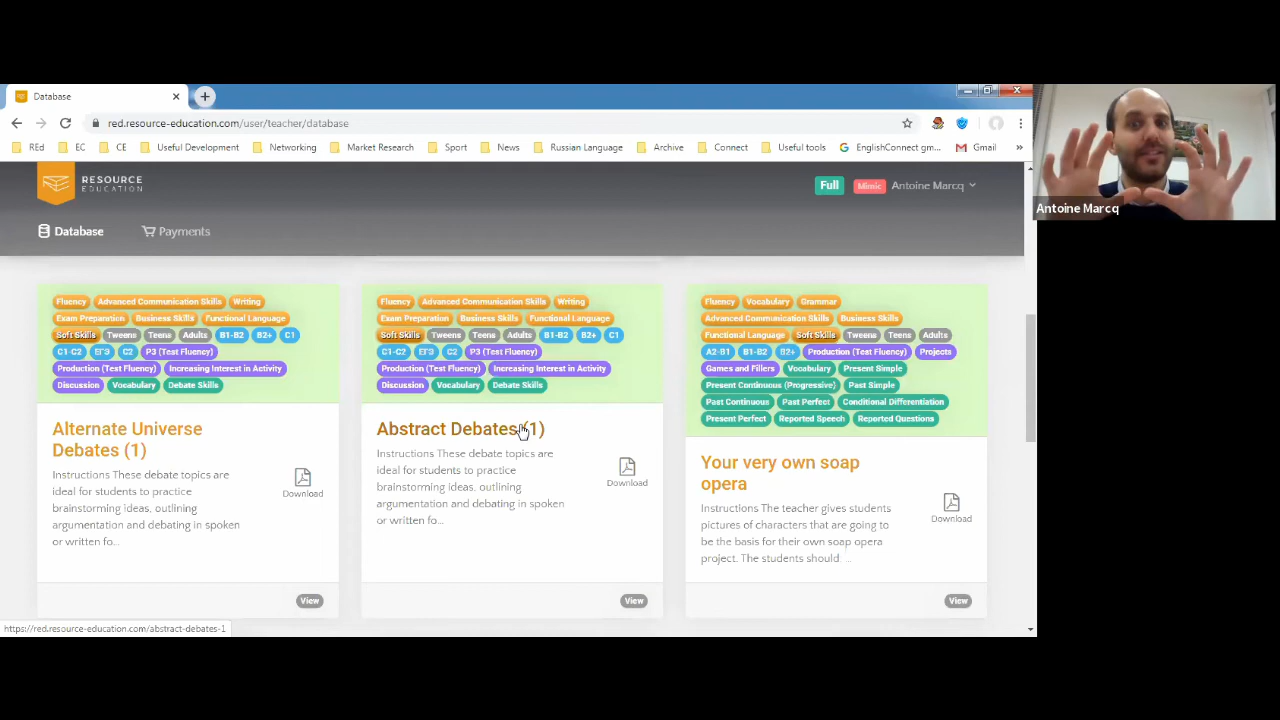 Database
red.resource-education.com/user/teacher/database
REd EC CE Useful Development Networking Market Research Sport News Russian Language Archive Connect Useful tools EnglishConnect gm... Gmail »
RESOURCE
EDUCATION
Full Mimic Antoine Marcq
Database Payments
Fluency Advanced Communication Skills Writing
Exam Preparation Business Skills Functional Language
Soft Skills Tweens Teens Adults B1-B2 B2+ C1
C1-C2 ЕГЭ C2 P3 (Test Fluency)
Production (Test Fluency) Increasing Interest in Activity
Discussion Vocabulary Debate Skills
Alternate Universe
Debates (1)
Instructions These debate topics are
ideal for students to practice
brainstorming ideas, outlining
argumentation and debating in spoken
or written fo...
Download
View
Fluency Advanced Communication Skills Writing
Exam Preparation Business Skills Functional Language
Soft Skills Tweens Teens Adults B1-B2 B2+ C1
C1-C2 ЕГЭ C2 P3 (Test Fluency)
Production (Test Fluency) Increasing Interest in Activity
Discussion Vocabulary Debate Skills
Abstract Debates (1)
Instructions These debate topics are
ideal for students to practice
brainstorming ideas, outlining
argumentation and debating in spoken
or written fo...
Download
View
Fluency Vocabulary Grammar
Advanced Communication Skills Business Skills
Functional Language Soft Skills Tweens Teens Adults
A2-B1 B1-B2 B2+ Production (Test Fluency) Projects
Games and Fillers Vocabulary Present Simple
Present Continuous (Progressive) Past Simple
Past Continuous Past Perfect Conditional Differentiation
Present Perfect Reported Speech Reported Questions
Your very own soap
opera
Instructions The teacher gives students
pictures of characters that are going to
be the basis for their own soap opera
project. The students should: ...
Download
View
https://red.resource-education.com/abstract-debates-1
Antoine Marcq